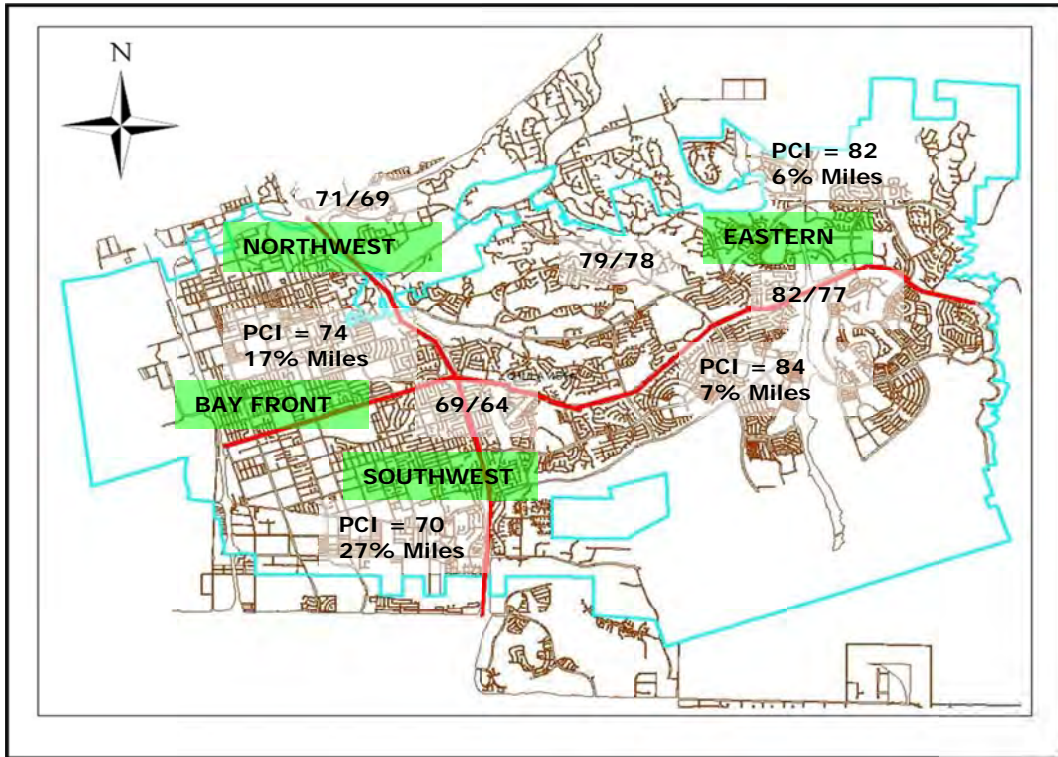 N
PCI = 82
6% Miles
71/69
NORTHWEST
EASTERN
79/78
82/77
PCI = 74
17% Miles
PCI = 84
7% Miles
BAY FRONT
69/64
SOUTHWEST
PCI = 70
27% Miles